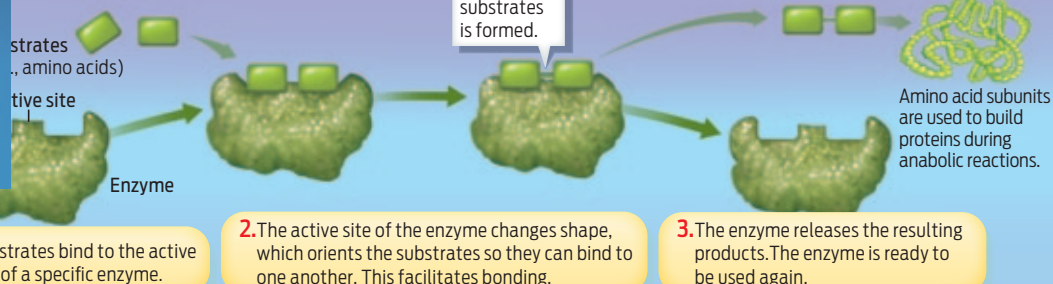 substrates
is formed.
strates
., amino acids)
tive site
Enzyme
Amino acid subunits
are used to build
proteins during
anabolic reactions.
strates bind to the active
of a specific enzyme.
2.The active site of the enzyme changes shape,
which orients the substrates so they can bind to
one another. This facilitates bonding.
3.The enzyme releases the resulting
products.The enzyme is ready to
be used again.